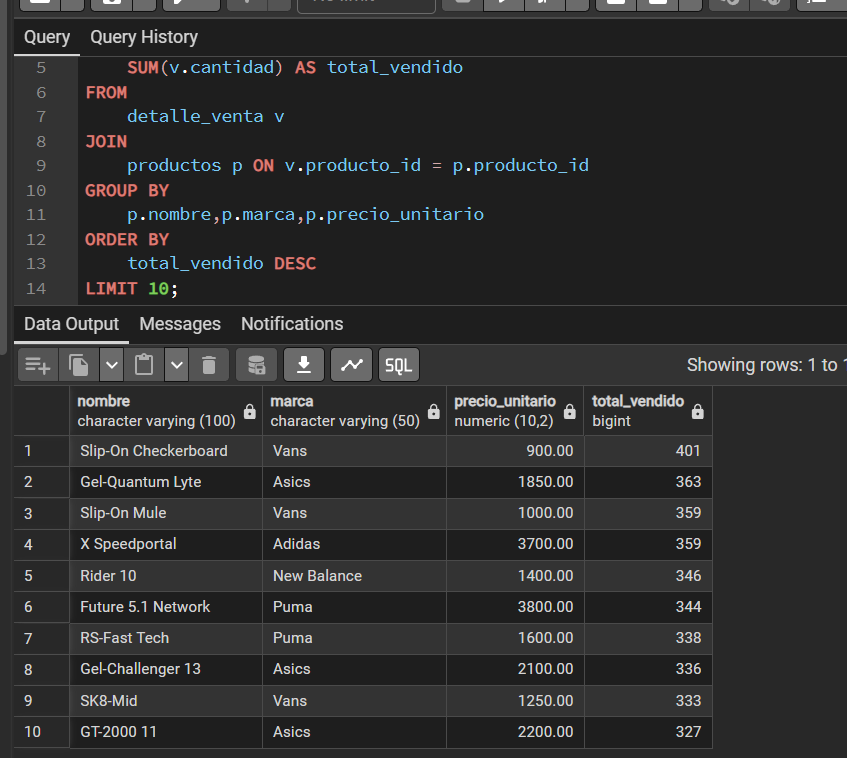 Query Query History
5 SUM(v.cantidad) AS total_vendido
6 FROM
7 detalle_venta v
8 JOIN
9 productos p ON v.producto_id = p.producto_id
10 GROUP BY
11 p.nombre,p.marca,p.precio_unitario
12 ORDER BY
13 total_vendido DESC
14 LIMIT 10;
Data Output Messages Notifications
SQL Showing rows: 1 to
nombre marca precio_unitario total_vendido
character varying (100) character varying (50) numeric (10,2) bigint
1 Slip-On Checkerboard Vans 900.00 401
2 Gel-Quantum Lyte Asics 1850.00 363
3 Slip-On Mule Vans 1000.00 359
4 X Speedportal Adidas 3700.00 359
5 Rider 10 New Balance 1400.00 346
6 Future 5.1 Network Puma 3800.00 344
7 RS-Fast Tech Puma 1600.00 338
8 Gel-Challenger 13 Asics 2100.00 336
9 SK8-Mid Vans 1250.00 333
10 GT-2000 11 Asics 2200.00 327